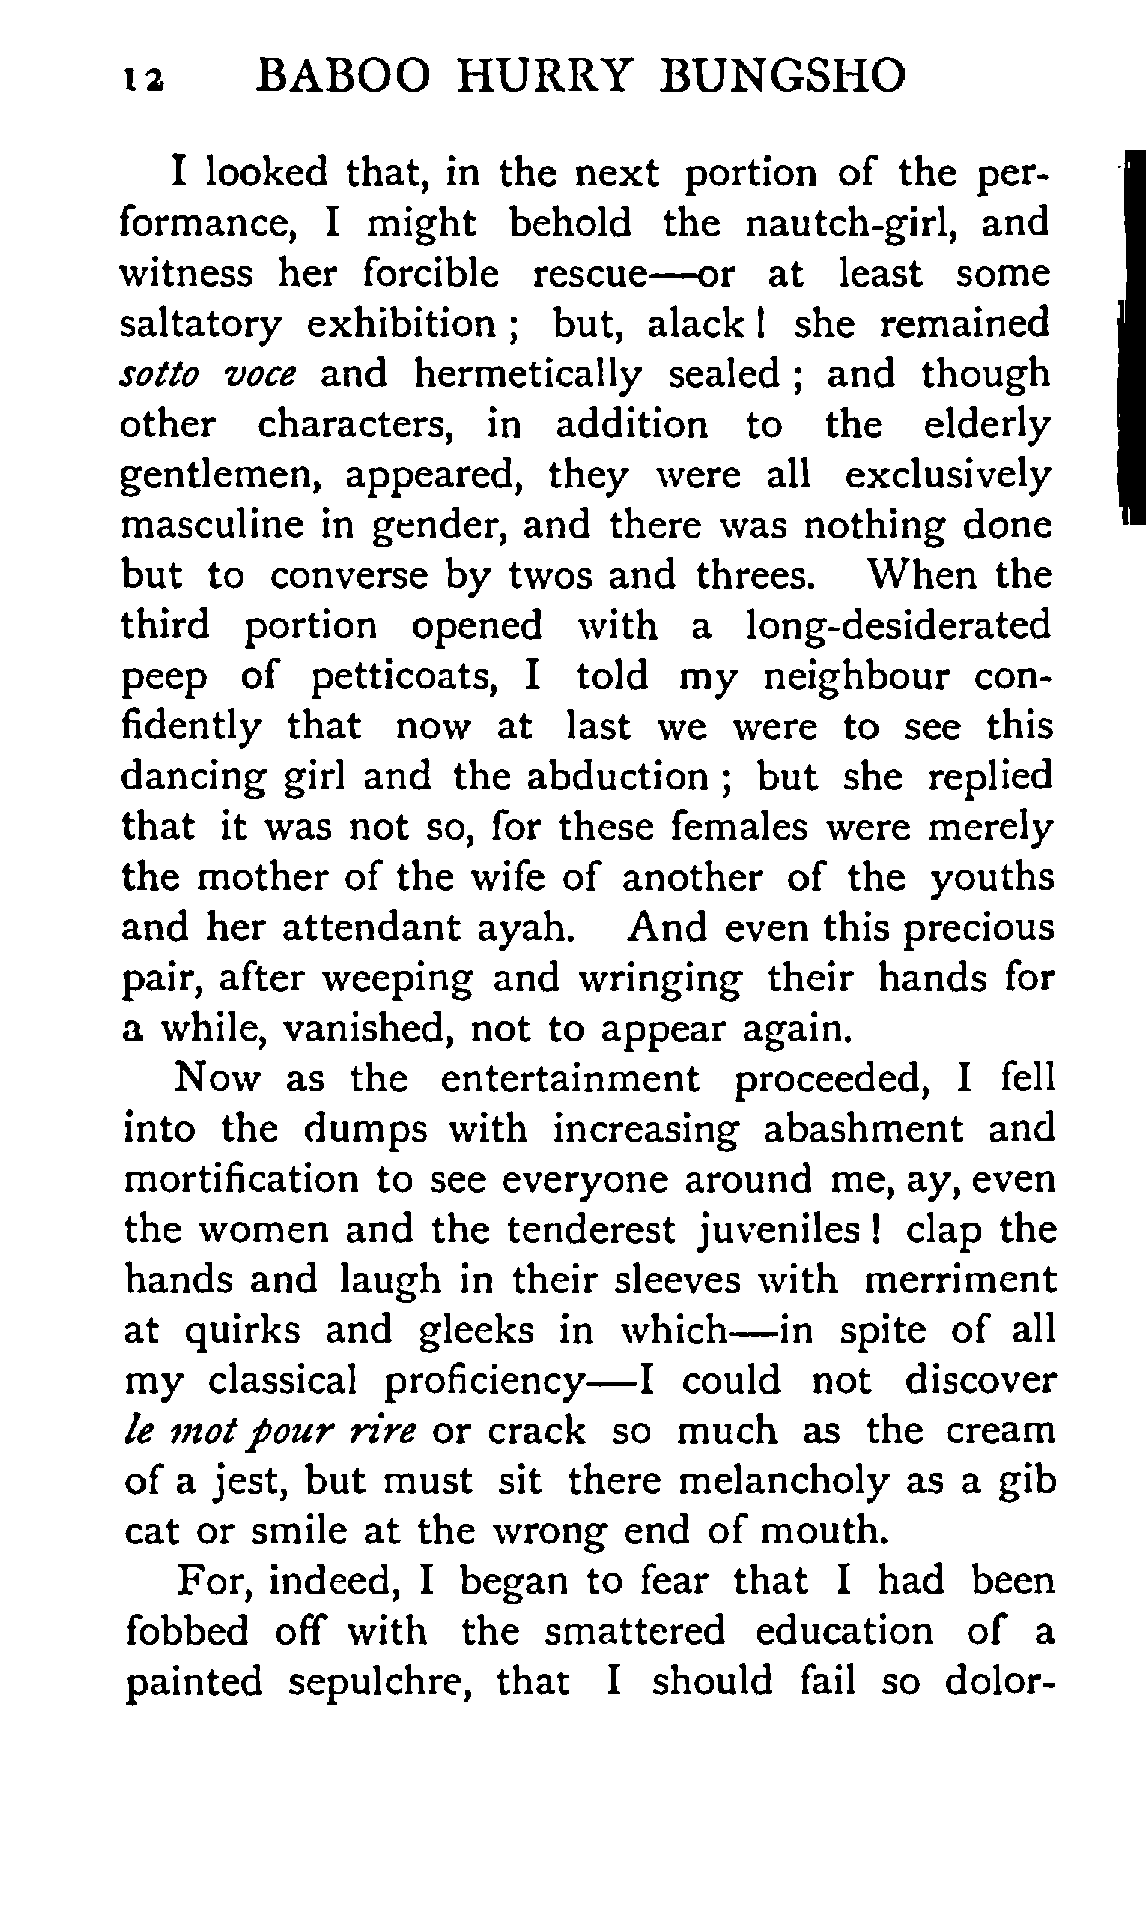 12 BABOO HURRY BUNGSHO
I looked that, in the next portion of the per-
formance, I might behold the nautch-girl, and
witness her forcible rescue—or at least some
saltatory exhibition ; but, alack ! she remained
sotto voce and hermetically sealed ; and though
other characters, in addition to the elderly
gentlemen, appeared, they were all exclusively
masculine in gender, and there was nothing done
but to converse by twos and threes. When the
third portion opened with a long-desiderated
peep of petticoats, I told my neighbour con-
fidently that now at last we were to see this
dancing girl and the abduction ; but she replied
that it was not so, for these females were merely
the mother of the wife of another of the youths
and her attendant ayah. And even this precious
pair, after weeping and wringing their hands for
a while, vanished, not to appear again.
Now as the entertainment proceeded, I fell
into the dumps with increasing abashment and
mortification to see everyone around me, ay, even
the women and the tenderest juveniles ! clap the
hands and laugh in their sleeves with merriment
at quirks and gleeks in which—in spite of all
my classical proficiency—I could not discover
le mot pour rire or crack so much as the cream
of a jest, but must sit there melancholy as a gib
cat or smile at the wrong end of mouth.
For, indeed, I began to fear that I had been
fobbed off with the smattered education of a
painted sepulchre, that I should fail so dolor-